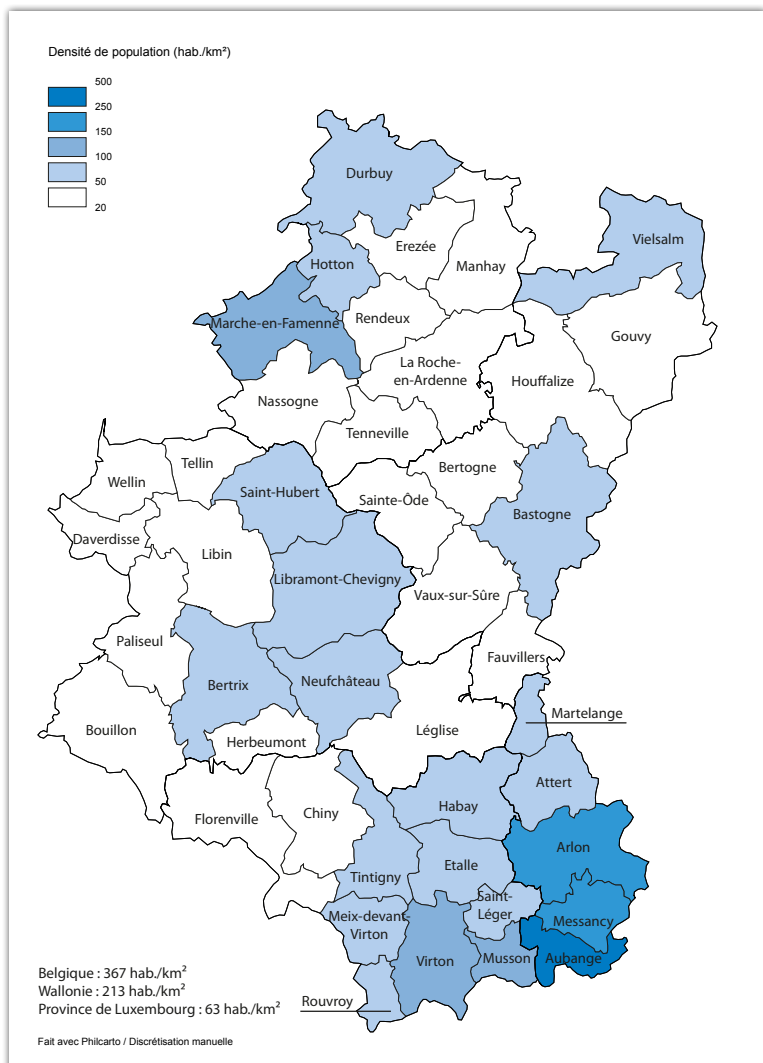 Densité de population (hab./km²)
500
250
150
100
50
20
Durbuy
Vielsalm
Erezée
Hotton
Manhay
Marche-en-Famenne
Rendeux
Gouvy
La Roche-
en-Ardenne
Houffalize
Nassogne
Tenneville
Tellin
Bertogne
Wellin
Saint-Hubert
Sainte-Ôde
Bastogne
Daverdisse
Libin
Libramont-Chevigny
Vaux-sur-Sûre
Paliseul
Fauvillers
Bertrix
Neufchâteau
Martelange
Bouillon
Herbeumont
Léglise
Attert
Habay
Florenville
Chiny
Arlon
Etalle
Tintigny
Saint-
Léger
Meix-devant-
Virton
Messancy
Virton
Musson
Aubange
Rouvroy
Belgique : 367 hab./km²
Wallonie : 213 hab./km²
Province de Luxembourg : 63 hab./km²
Fait avec Philcarto / Discrétisation manuelle